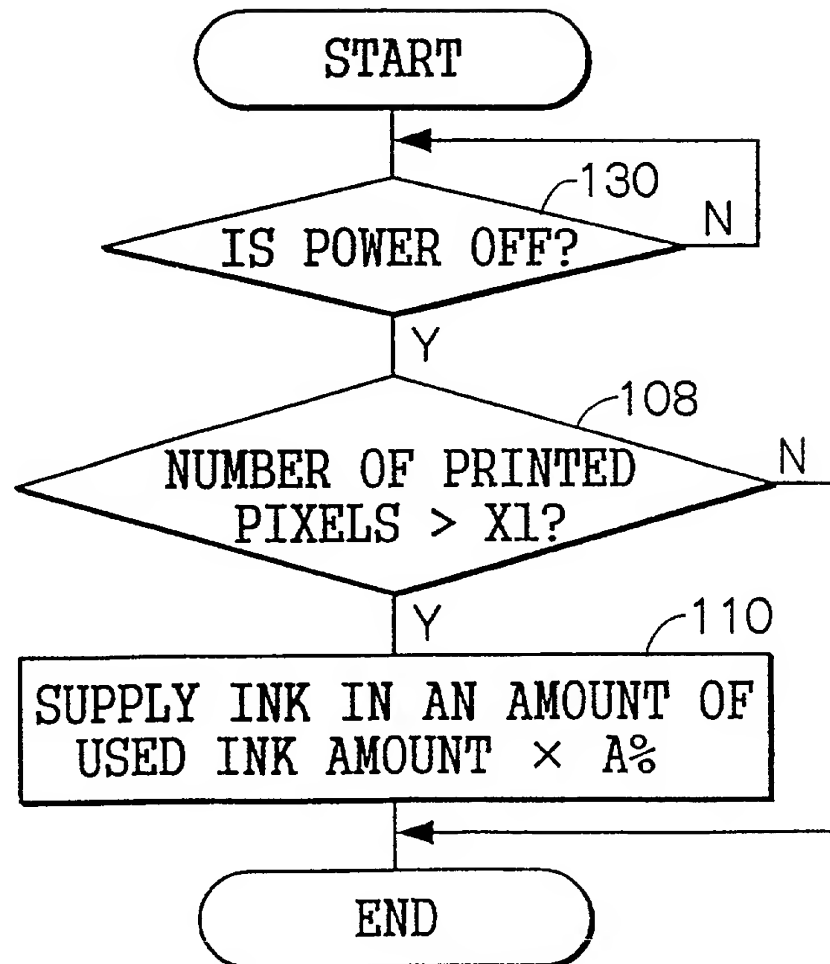 START
130
IS POWER OFF?
N
Y
108
NUMBER OF PRINTED
PIXELS > X1?
N
Y
110
SUPPLY INK IN AN AMOUNT OF
USED INK AMOUNT × A%
END